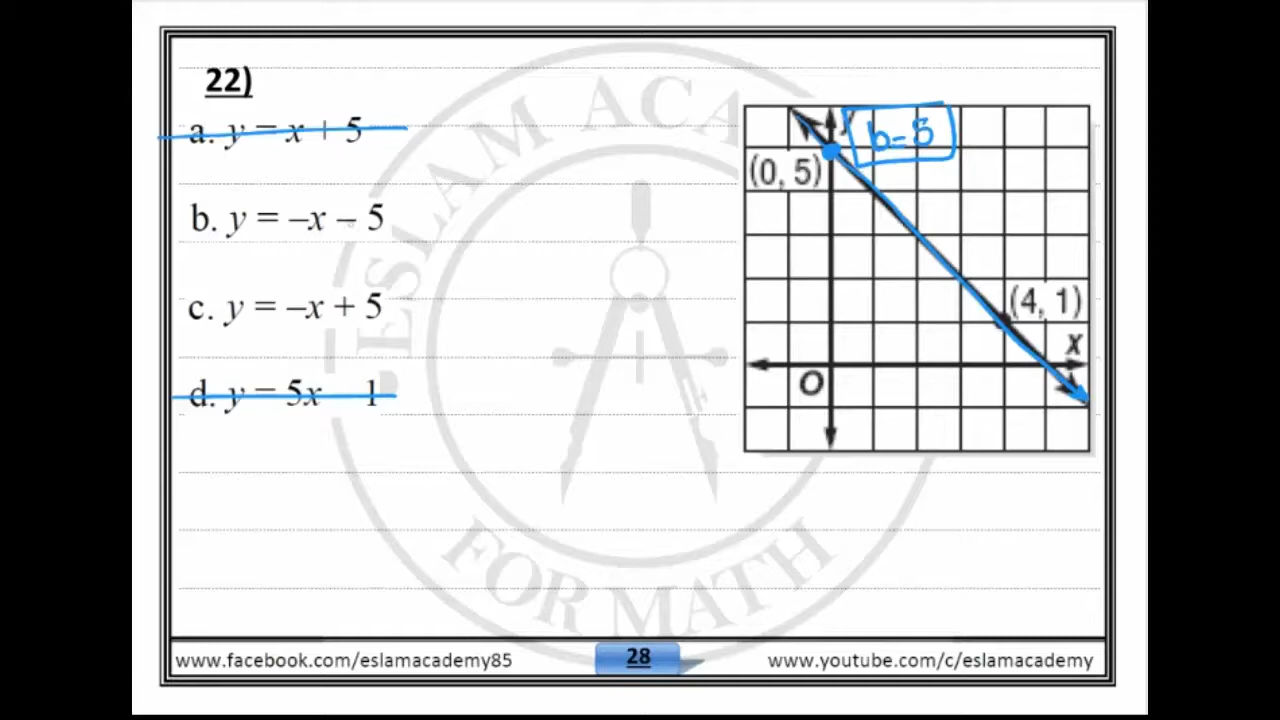 22)
a. y = x + 5
b. y = –x – 5
c. y = –x + 5
d. y = 5x – 1
y
b=5
(0, 5)
(4, 1)
x
O
ESLAM ACA
FOR MATH
www.facebook.com/eslamacademy85
28
www.youtube.com/c/eslamacademy